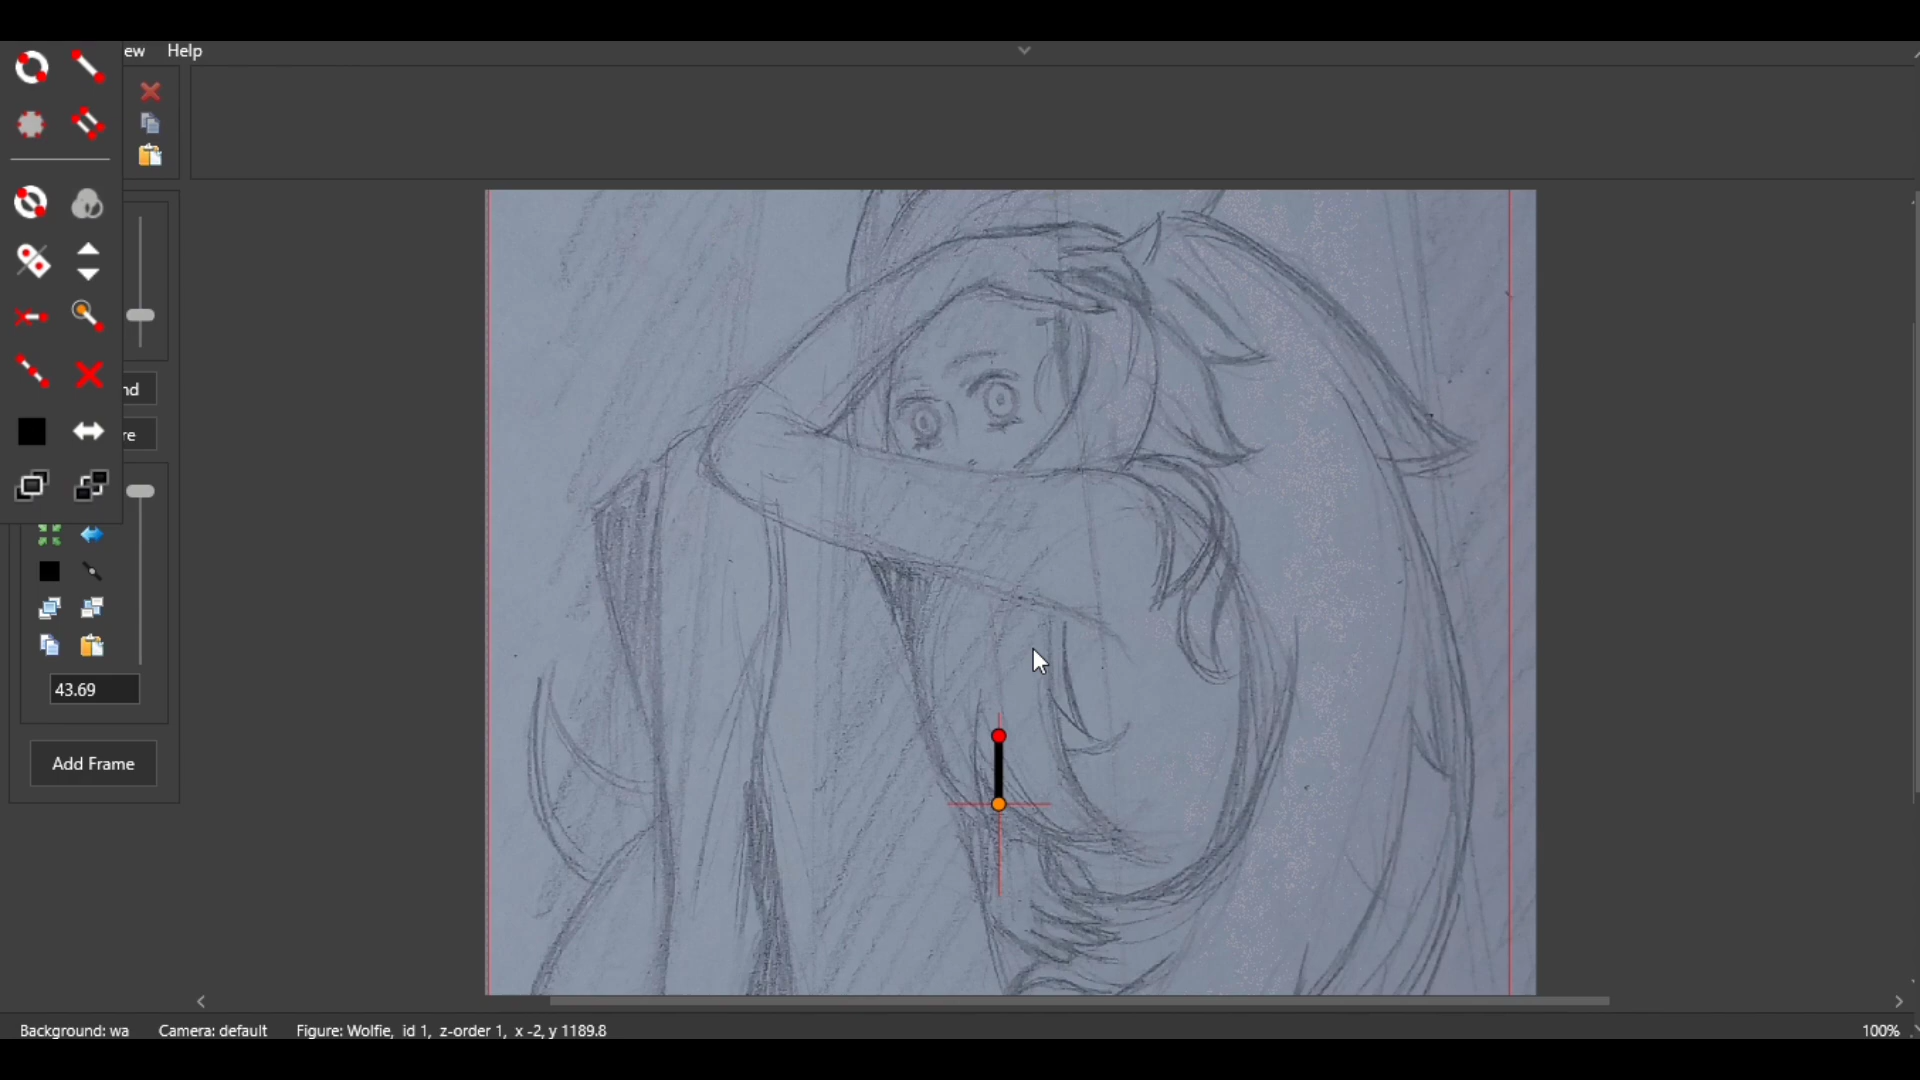 ew Help
nd
re
43.69
Add Frame
Background: wa Camera: default Figure: Wolfie, id 1, z-order 1, x -2, y 1189.8
100%